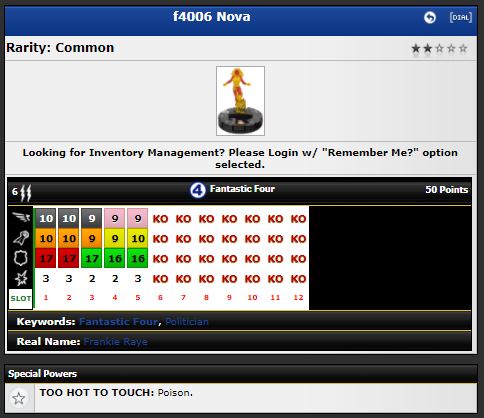 f4006 Nova
[DIAL]
Rarity: Common
Looking for Inventory Management? Please Login w/ "Remember Me?" option
selected.
6 4 Fantastic Four 50 Points
10 10 9 9 9 KO KO KO KO KO KO KO
10 10 9 9 10 KO KO KO KO KO KO KO
17 17 17 16 16 KO KO KO KO KO KO KO
3 3 2 2 3 KO KO KO KO KO KO KO
SLOT 1 2 3 4 5 6 7 8 9 10 11 12
Keywords: Fantastic Four, Politician
Real Name: Frankie Raye
Special Powers
TOO HOT TO TOUCH: Poison.